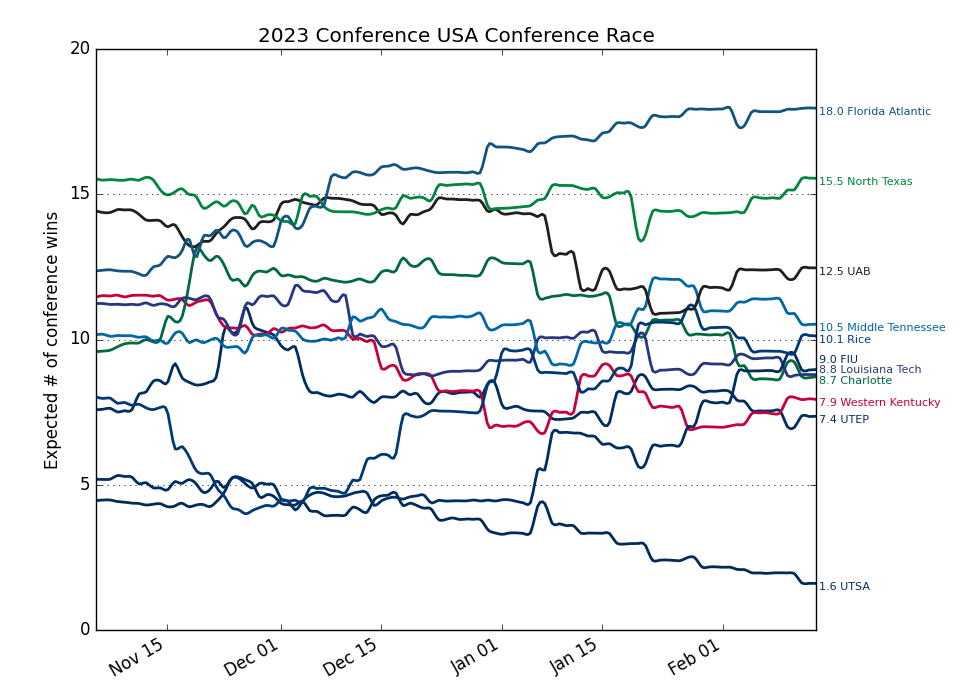 2023 Conference USA Conference Race
Expected # of conference wins
20
15
10
5
0
Nov 15
Dec 01
Dec 15
Jan 01
Jan 15
Feb 01
18.0 Florida Atlantic
15.5 North Texas
12.5 UAB
10.5 Middle Tennessee
10.1 Rice
9.0 FIU
8.8 Louisiana Tech
8.7 Charlotte
7.9 Western Kentucky
7.4 UTEP
1.6 UTSA